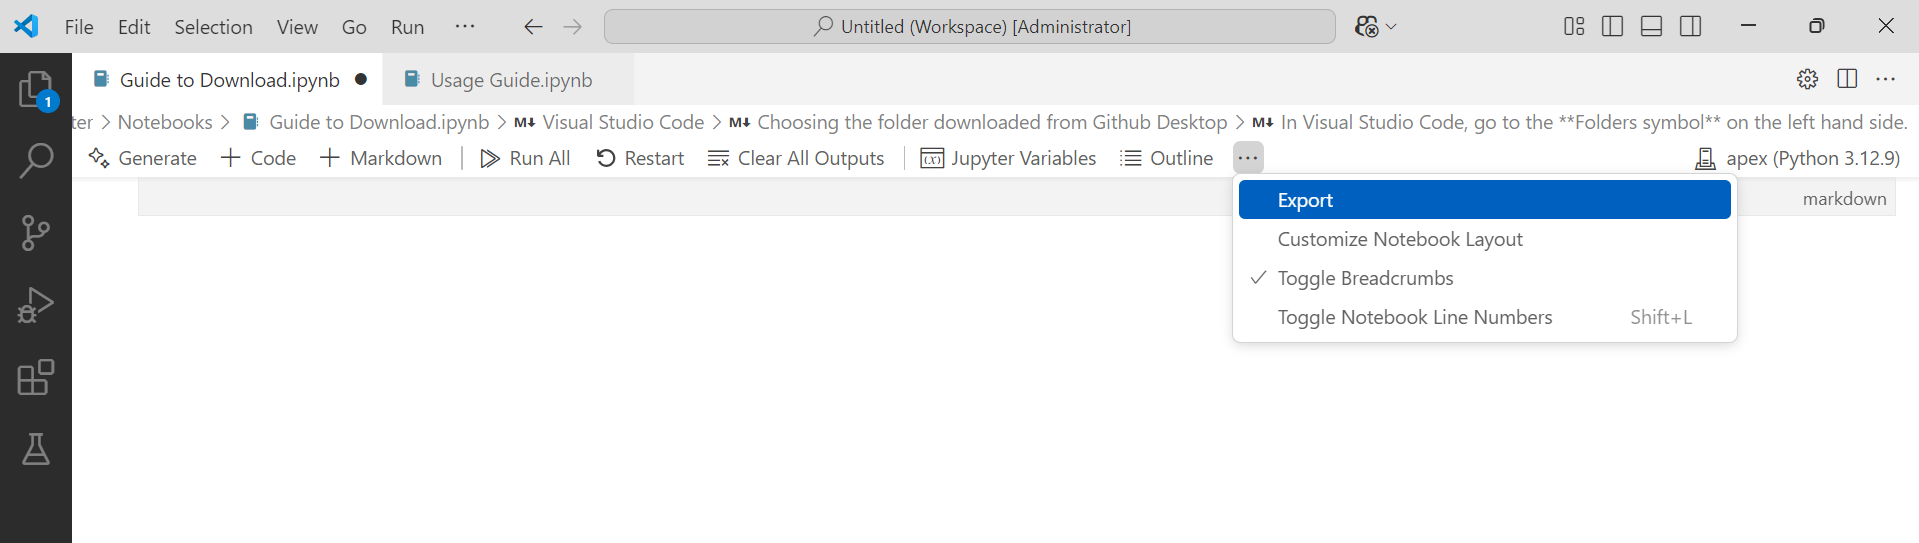 File Edit Selection View Go Run ··· Untitled (Workspace) [Administrator]
1 Guide to Download.ipynb Usage Guide.ipynb
ter > Notebooks > Guide to Download.ipynb > M↓ Visual Studio Code > M↓ Choosing the folder downloaded from Github Desktop > M↓ In Visual Studio Code, go to the **Folders symbol** on the left hand side.
Generate + Code + Markdown Run All Restart Clear All Outputs (x) Jupyter Variables Outline ··· apex (Python 3.12.9)
Export
markdown
Customize Notebook Layout
✓ Toggle Breadcrumbs
Toggle Notebook Line Numbers Shift+L